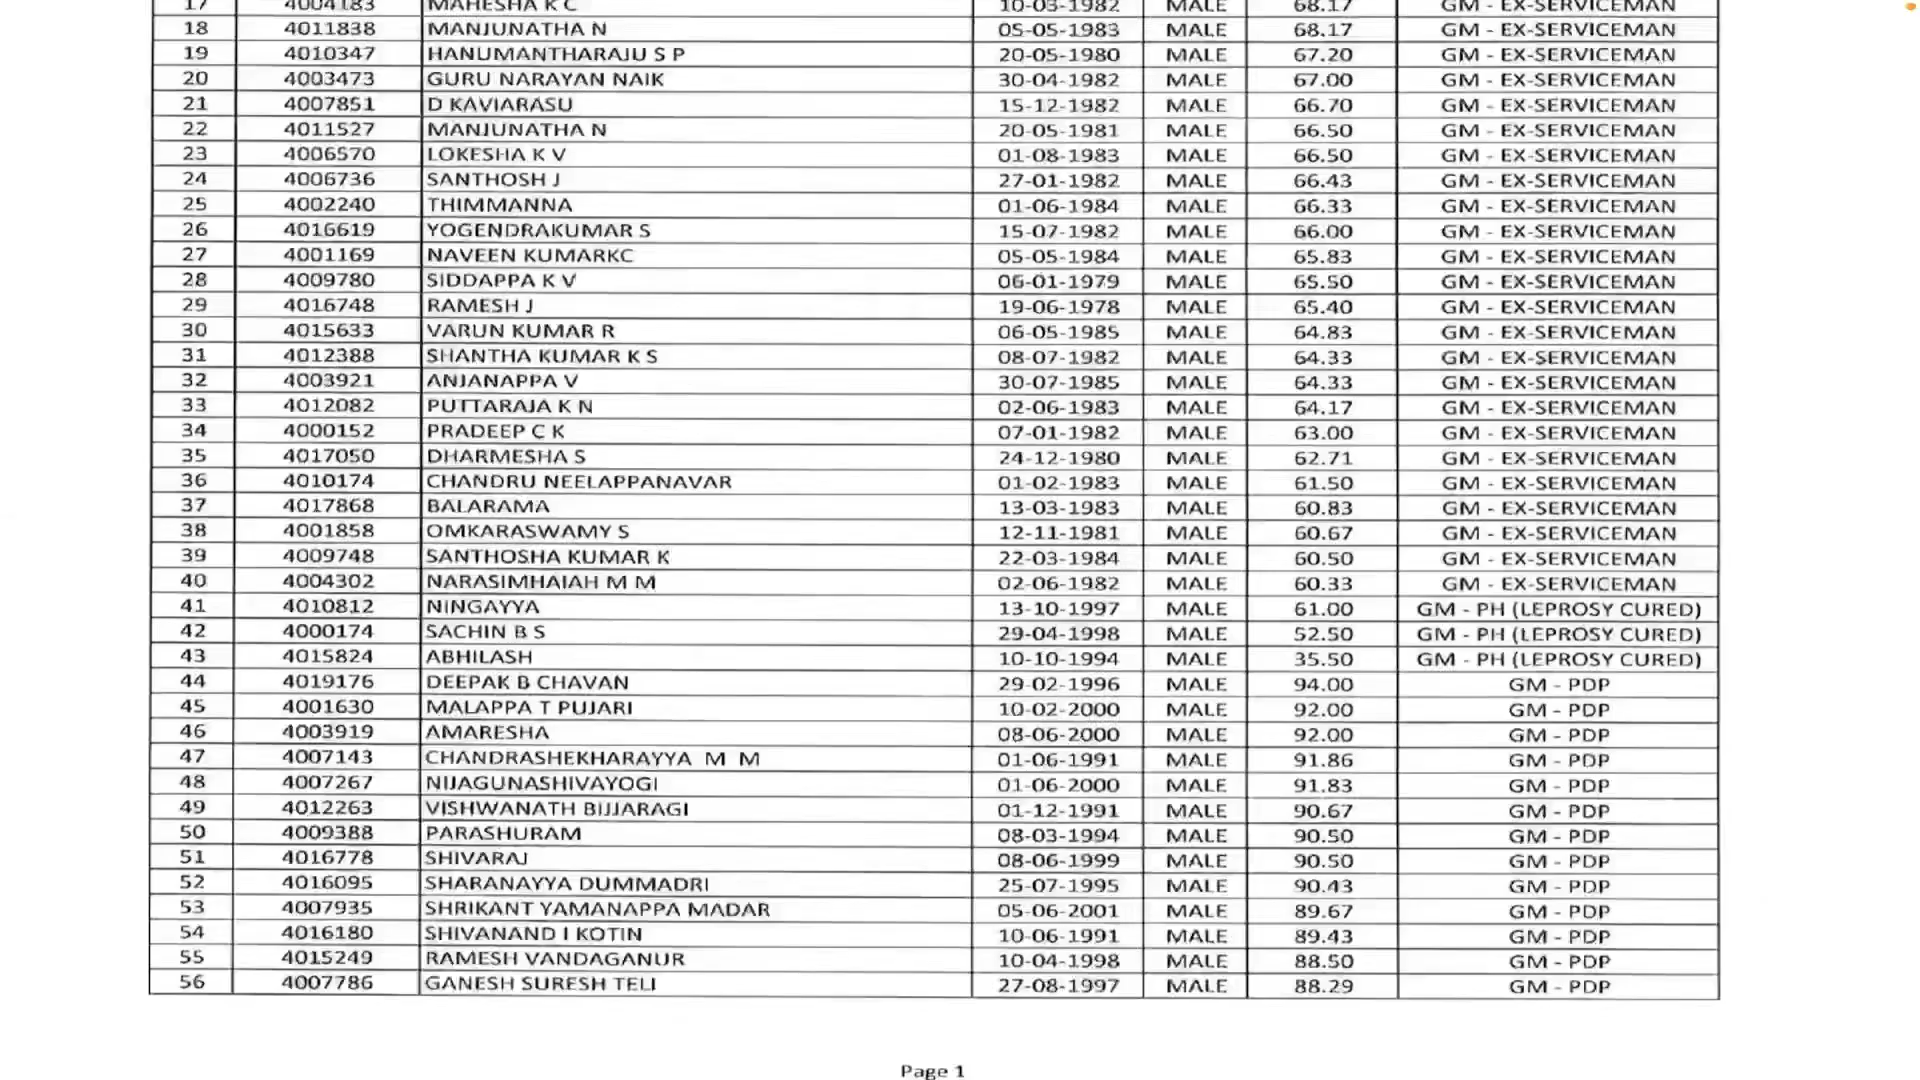 17 4004183 MAHESHA K C 10-03-1982 MALE 68.17 GM - EX-SERVICEMAN
18 4011838 MANJUNATHA N 05-05-1983 MALE 68.17 GM - EX-SERVICEMAN
19 4010347 HANUMANTHARAJU S P 20-05-1980 MALE 67.20 GM - EX-SERVICEMAN
20 4003473 GURU NARAYAN NAIK 30-04-1982 MALE 67.00 GM - EX-SERVICEMAN
21 4007851 D KAVIARASU 15-12-1982 MALE 66.70 GM - EX-SERVICEMAN
22 4011527 MANJUNATHA N 20-05-1981 MALE 66.50 GM - EX-SERVICEMAN
23 4006570 LOKESHA K V 01-08-1983 MALE 66.50 GM - EX-SERVICEMAN
24 4006736 SANTHOSH J 27-01-1982 MALE 66.43 GM - EX-SERVICEMAN
25 4002240 THIMMANNA 01-06-1984 MALE 66.33 GM - EX-SERVICEMAN
26 4016619 YOGENDRAKUMAR S 15-07-1982 MALE 66.00 GM - EX-SERVICEMAN
27 4001169 NAVEEN KUMARKC 05-05-1984 MALE 65.83 GM - EX-SERVICEMAN
28 4009780 SIDDAPPA K V 06-01-1979 MALE 65.50 GM - EX-SERVICEMAN
29 4016748 RAMESH J 19-06-1978 MALE 65.40 GM - EX-SERVICEMAN
30 4015633 VARUN KUMAR R 06-05-1985 MALE 64.83 GM - EX-SERVICEMAN
31 4012388 SHANTHA KUMAR K S 08-07-1982 MALE 64.33 GM - EX-SERVICEMAN
32 4003921 ANJANAPPA V 30-07-1985 MALE 64.33 GM - EX-SERVICEMAN
33 4012082 PUTTARAJA K N 02-06-1983 MALE 64.17 GM - EX-SERVICEMAN
34 4000152 PRADEEP C K 07-01-1982 MALE 63.00 GM - EX-SERVICEMAN
35 4017050 DHARMESHA S 24-12-1980 MALE 62.71 GM - EX-SERVICEMAN
36 4010174 CHANDRU NEELAPPANAVAR 01-02-1983 MALE 61.50 GM - EX-SERVICEMAN
37 4017868 BALARAMA 13-03-1983 MALE 60.83 GM - EX-SERVICEMAN
38 4001858 OMKARASWAMY S 12-11-1981 MALE 60.67 GM - EX-SERVICEMAN
39 4009748 SANTHOSHA KUMAR K 22-03-1984 MALE 60.50 GM - EX-SERVICEMAN
40 4004302 NARASIMHAIAH M M 02-06-1982 MALE 60.33 GM - EX-SERVICEMAN
41 4010812 NINGAYYA 13-10-1997 MALE 61.00 GM - PH (LEPROSY CURED)
42 4000174 SACHIN B S 29-04-1998 MALE 52.50 GM - PH (LEPROSY CURED)
43 4015824 ABHILASH 10-10-1994 MALE 35.50 GM - PH (LEPROSY CURED)
44 4019176 DEEPAK B CHAVAN 29-02-1996 MALE 94.00 GM - PDP
45 4001630 MALAPPA T PUJARI 10-02-2000 MALE 92.00 GM - PDP
46 4003919 AMARESHA 08-06-2000 MALE 92.00 GM - PDP
47 4007143 CHANDRASHEKHARAYYA M M 01-06-1991 MALE 91.86 GM - PDP
48 4007267 NIJAGUNASHIVAYOGI 01-06-2000 MALE 91.83 GM - PDP
49 4012263 VISHWANATH BIJJARAGI 01-12-1991 MALE 90.67 GM - PDP
50 4009388 PARASHURAM 08-03-1994 MALE 90.50 GM - PDP
51 4016778 SHIVARAJ 08-06-1999 MALE 90.50 GM - PDP
52 4016095 SHARANAYYA DUMMADRI 25-07-1995 MALE 90.43 GM - PDP
53 4007935 SHRIKANT YAMANAPPA MADAR 05-06-2001 MALE 89.67 GM - PDP
54 4016180 SHIVANAND I KOTIN 10-06-1991 MALE 89.43 GM - PDP
55 4015249 RAMESH VANDAGANUR 10-04-1998 MALE 88.50 GM - PDP
56 4007786 GANESH SURESH TELI 27-08-1997 MALE 88.29 GM - PDP
Page 1